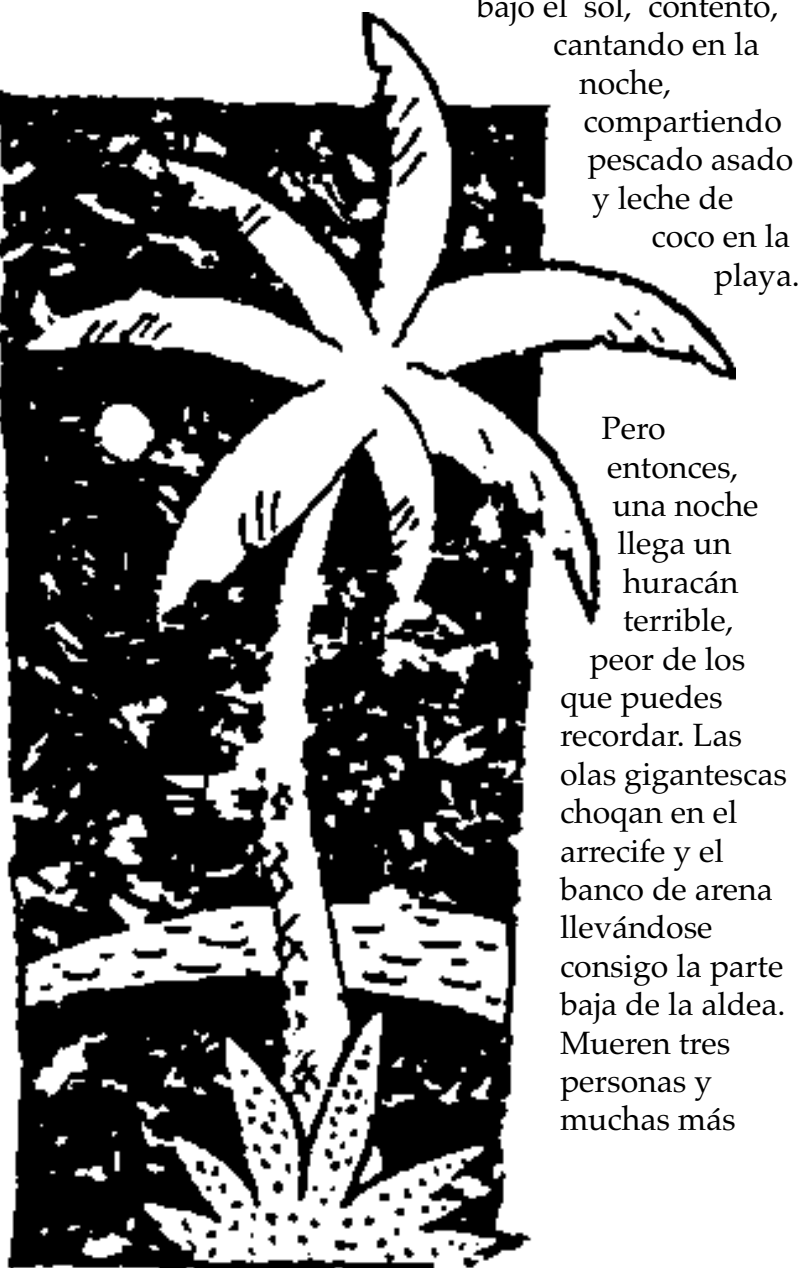 bajo el sol, contento,
cantando en la
noche,
compartiendo
pescado asado
y leche de
coco en la
playa.
Pero
entonces,
una noche
llega un
huracán
terrible,
peor de los
que puedes
recordar. Las
olas gigantescas
choqan en el
arrecife y el
banco de arena
llevándose
consigo la parte
baja de la aldea.
Mueren tres
personas y
muchas más